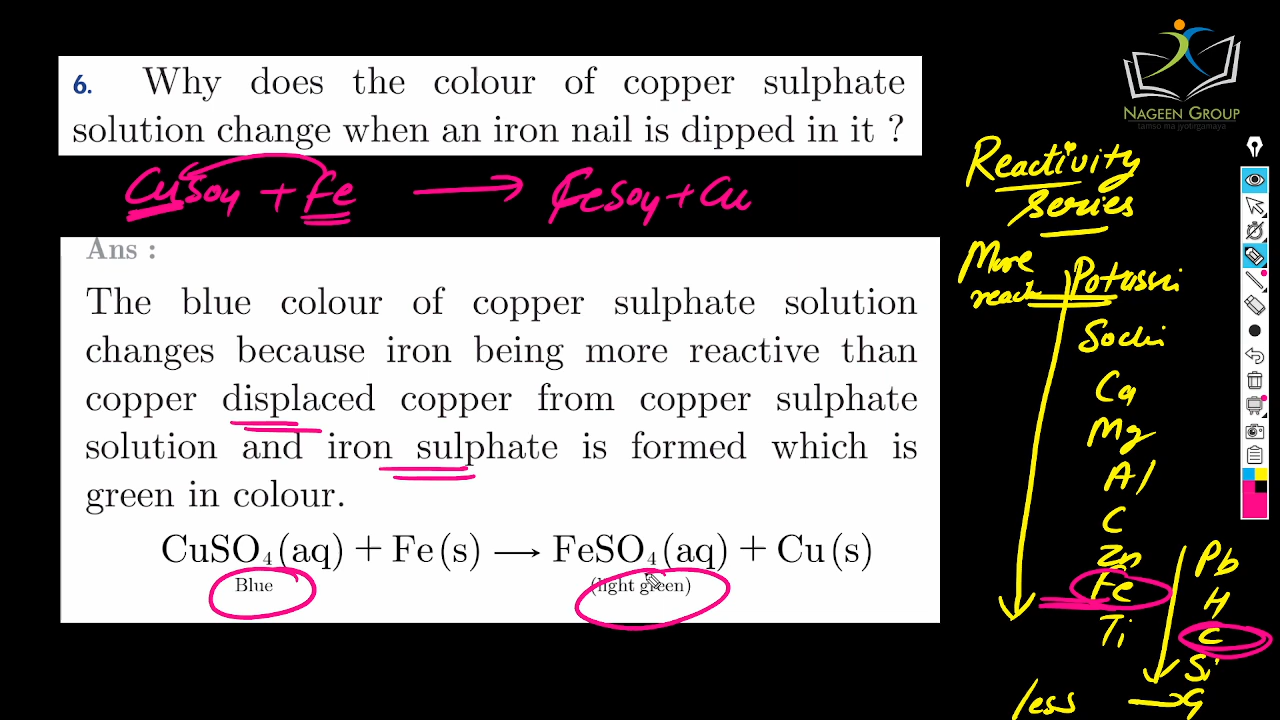 6. Why does the colour of copper sulphate
solution change when an iron nail is dipped in it ?
CuSO4 + Fe → FeSO4 + Cu
Ans :
The blue colour of copper sulphate solution
changes because iron being more reactive than
copper displaced copper from copper sulphate
solution and iron sulphate is formed which is
green in colour.
CuSO₄(aq) + Fe(s) → FeSO₄(aq) + Cu(s)
Blue (light green)
NAGEEN GROUP
tamso ma jyotirgamaya
Reactivity
Series
More
Ca
Mg
Al
C
Zn
Fe
Ti
Pb
H
C
Si
less